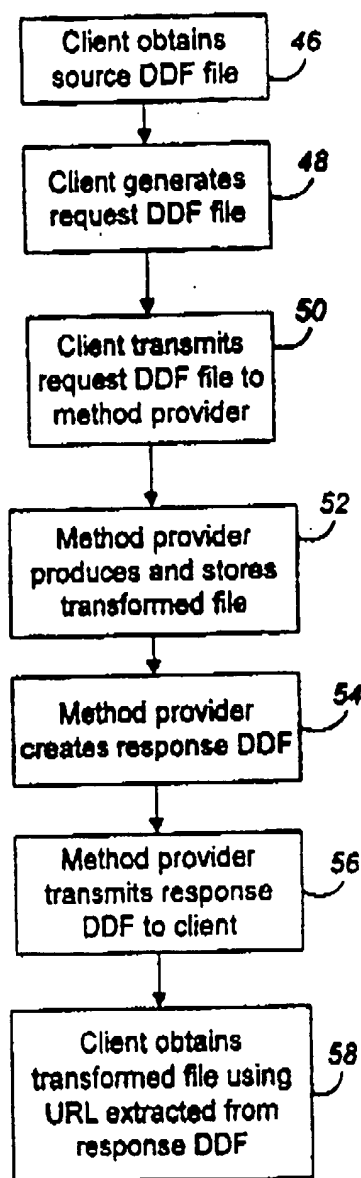 Client obtains
source DDF file
46
Client generates
request DDF file
48
Client transmits
request DDF file to
method provider
50
Method provider
produces and stores
transformed file
52
Method provider
creates response DDF
54
Method provider
transmits response
DDF to client
56
Client obtains
transformed file using
URL extracted from
response DDF
58